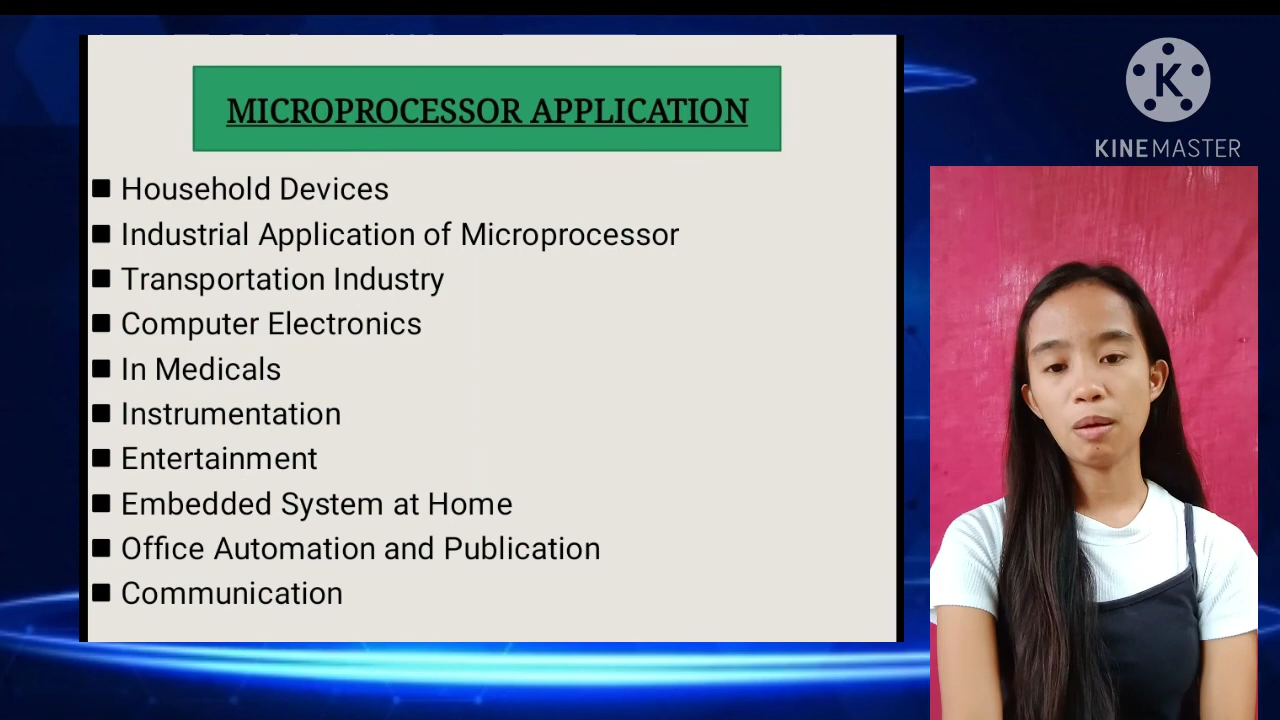 MICROPROCESSOR APPLICATION
Household Devices
Industrial Application of Microprocessor
Transportation Industry
Computer Electronics
In Medicals
Instrumentation
Entertainment
Embedded System at Home
Office Automation and Publication
Communication
K
KINEMASTER